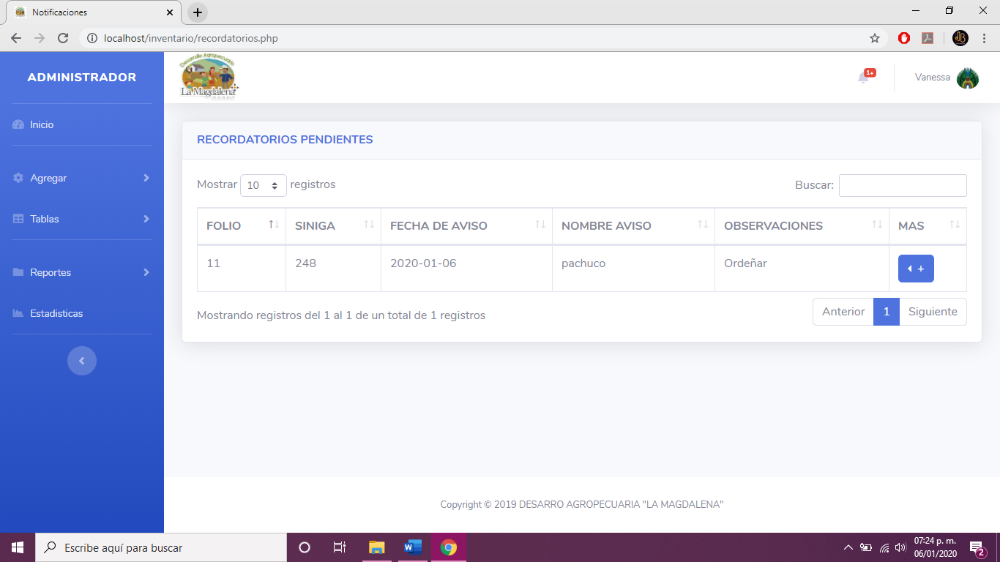 Notificaciones
localhost/inventario/recordatorios.php
ADMINISTRADOR
Desarrollo Agropecuario
La Magdalena
1+
Vanessa
Inicio
Agregar
Tablas
Reportes
Estadisticas
RECORDATORIOS PENDIENTES
Mostrar 10 registros
Buscar:
FOLIO SINIGA FECHA DE AVISO NOMBRE AVISO OBSERVACIONES MAS
11 248 2020-01-06 pachuco Ordeñar +
Mostrando registros del 1 al 1 de un total de 1 registros
Anterior 1 Siguiente
Copyright © 2019 DESARRO AGROPECUARIA "LA MAGDALENA"
Escribe aquí para buscar
07:24 p. m.
06/01/2020
2